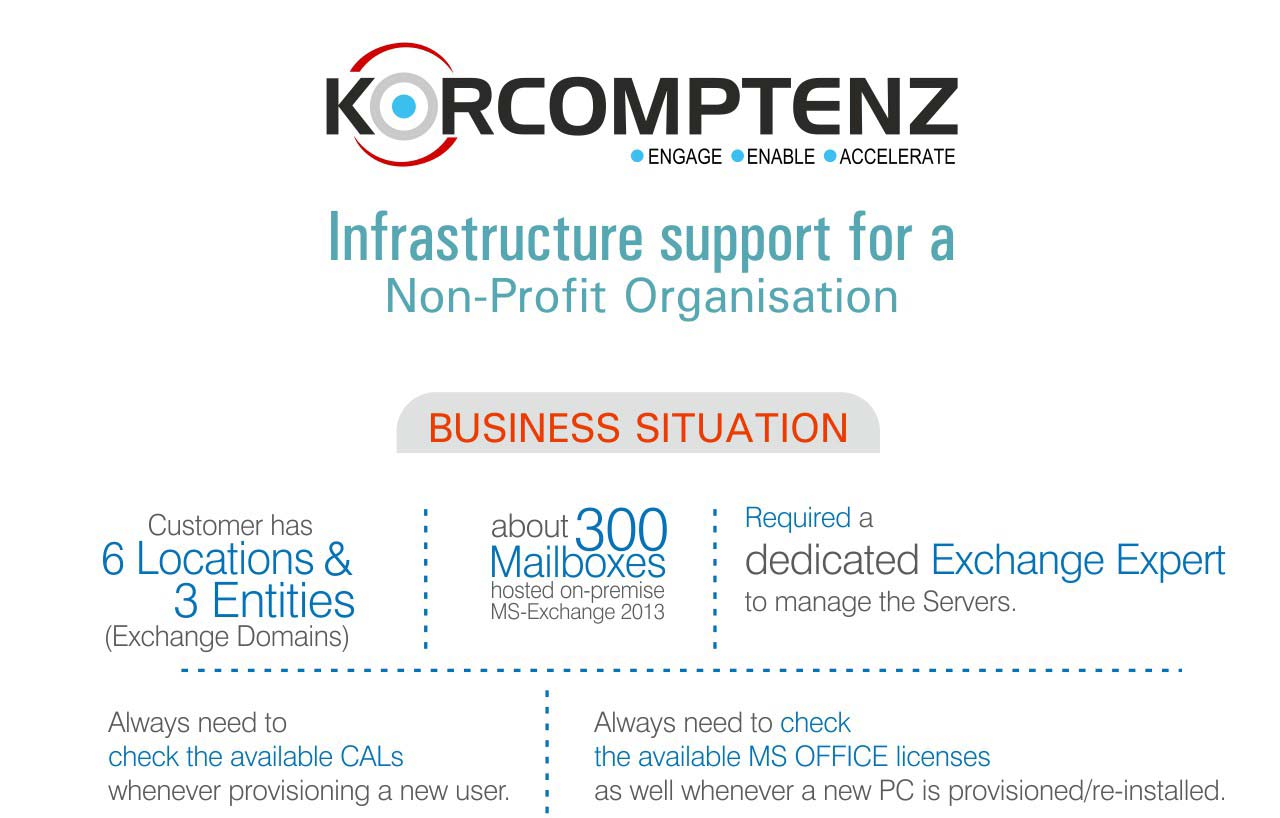 KORCOMPTENZ
ENGAGE ENABLE ACCELERATE
Infrastructure support for a
Non-Profit Organisation
BUSINESS SITUATION
Customer has
6 Locations &
3 Entities
(Exchange Domains)
about 300
Mailboxes
hosted on-premise
MS-Exchange 2013
Required a
dedicated Exchange Expert
to manage the Servers.
Always need to
check the available CALs
whenever provisioning a new user.
Always need to check
the available MS OFFICE licenses
as well whenever a new PC is provisioned/re-installed.